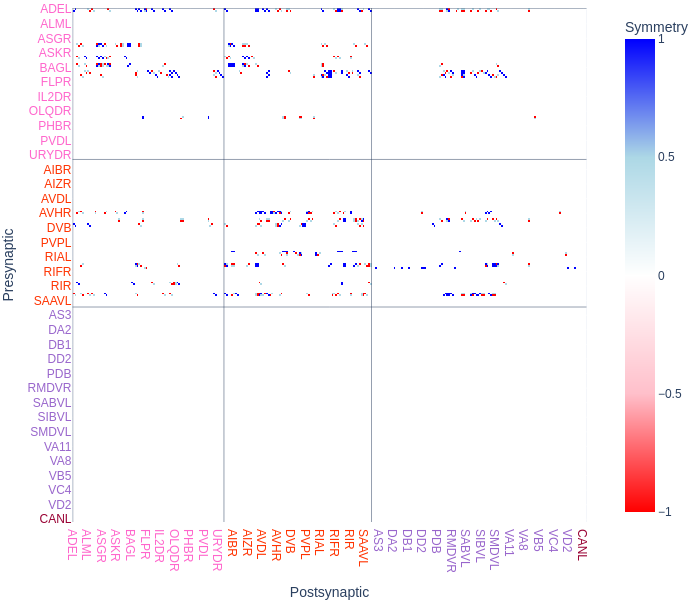 Symmetry
1
0.5
0
−0.5
−1
Presynaptic
ADEL
ALML
ASGR
ASKR
BAGL
FLPR
IL2DR
OLQDR
PHBR
PVDL
URYDR
AIBR
AIZR
AVDL
AVHR
DVB
PVPL
RIAL
RIFR
RIR
SAAVL
AS3
DA2
DB1
DD2
PDB
RMDVR
SABVL
SIBVL
SMDVL
VA11
VA8
VB5
VC4
VD2
CANL
ADEL
ALML
ASGR
ASKR
BAGL
FLPR
IL2DR
OLQDR
PHBR
PVDL
URYDR
AIBR
AIZR
AVDL
AVHR
DVB
PVPL
RIAL
RIFR
RIR
SAAVL
AS3
DA2
DB1
DD2
PDB
RMDVR
SABVL
SIBVL
SMDVL
VA11
VA8
VB5
VC4
VD2
CANL
Postsynaptic